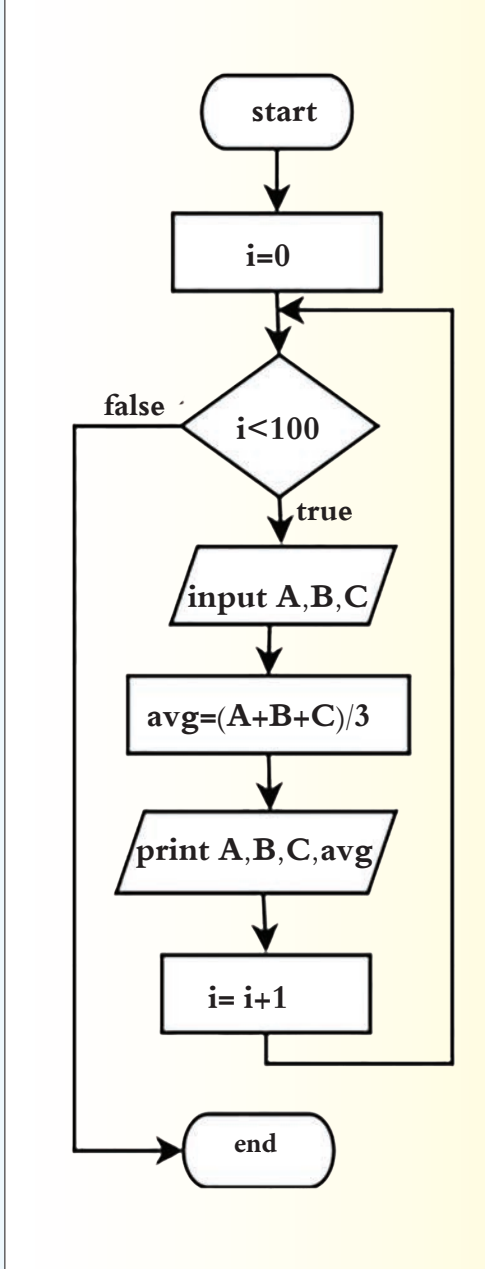 start
i=0
false
i<100
true
input A,B,C
avg=(A+B+C)/3
print A,B,C,avg
i= i+1
end